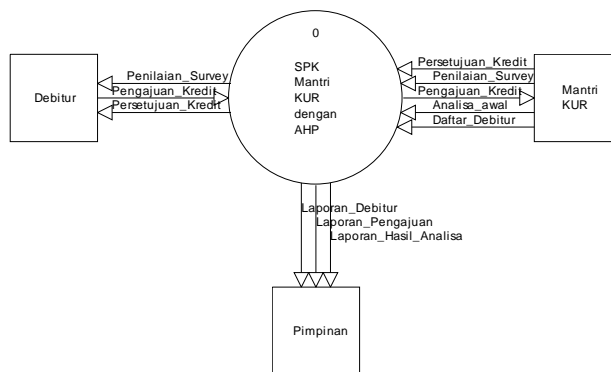 0
SPK
Mantri
KUR
dengan
AHP
Debitur
Penilaian_Survey
Pengajuan_Kredit
Persetujuan_Kredit
Persetujuan_Kredit
Penilaian_Survey
Pengajuan_Kredit
Analisa_awal
Daftar_Debitur
Mantri
KUR
Laporan_Debitur
Laporan_Pengajuan
Laporan_Hasil_Analisa
Pimpinan